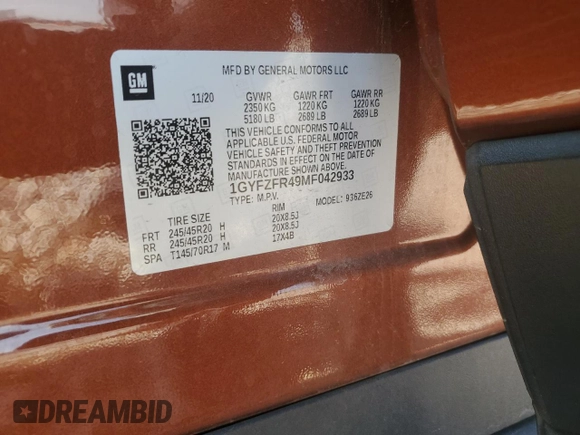 GM
MFD BY GENERAL MOTORS LLC
11/20 GVWR GAWR FRT GAWR RR
2350 KG 1220 KG 1220 KG
5180 LB 2689 LB 2689 LB
THIS VEHICLE CONFORMS TO ALL
APPLICABLE U.S. FEDERAL MOTOR
VEHICLE SAFETY AND THEFT PREVENTION
STANDARDS IN EFFECT ON THE DATE OF
MANUFACTURE SHOWN ABOVE.
1GYFZFR49MF042933
TYPE: M.P.V. MODEL: 936ZE26
TIRE SIZE RIM
FRT 245/45R20 H 20X8.5J
RR 245/45R20 H 20X8.5J
SPA T145/70R17 M 17X4B
DREAMBID